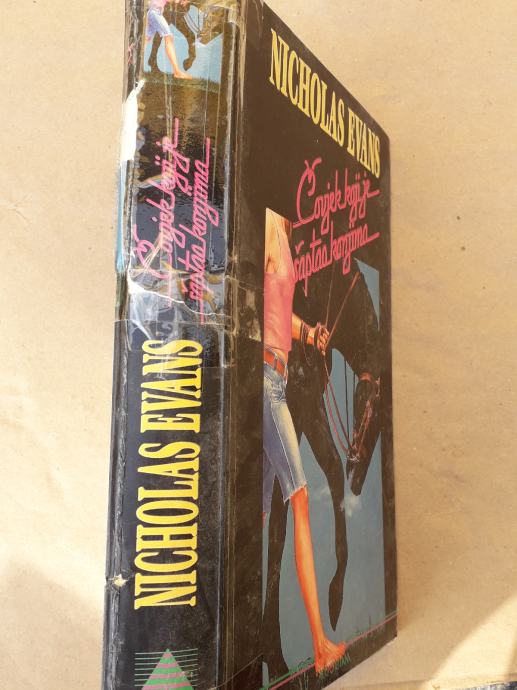 NICHOLAS EVANS
Čovjek koji je
šaptao konjima
Čovjek koji je
šaptao konjima
NICHOLAS EVANS